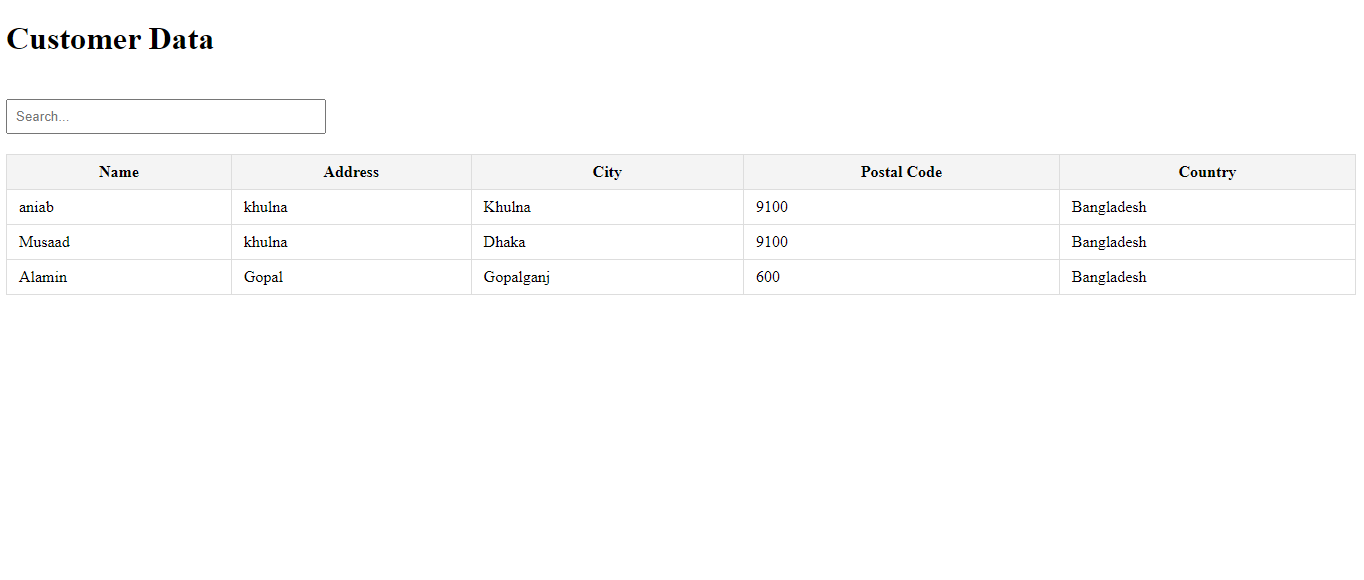 Customer Data
Search...
Name Address City Postal Code Country
aniab khulna Khulna 9100 Bangladesh
Musaad khulna Dhaka 9100 Bangladesh
Alamin Gopal Gopalganj 600 Bangladesh